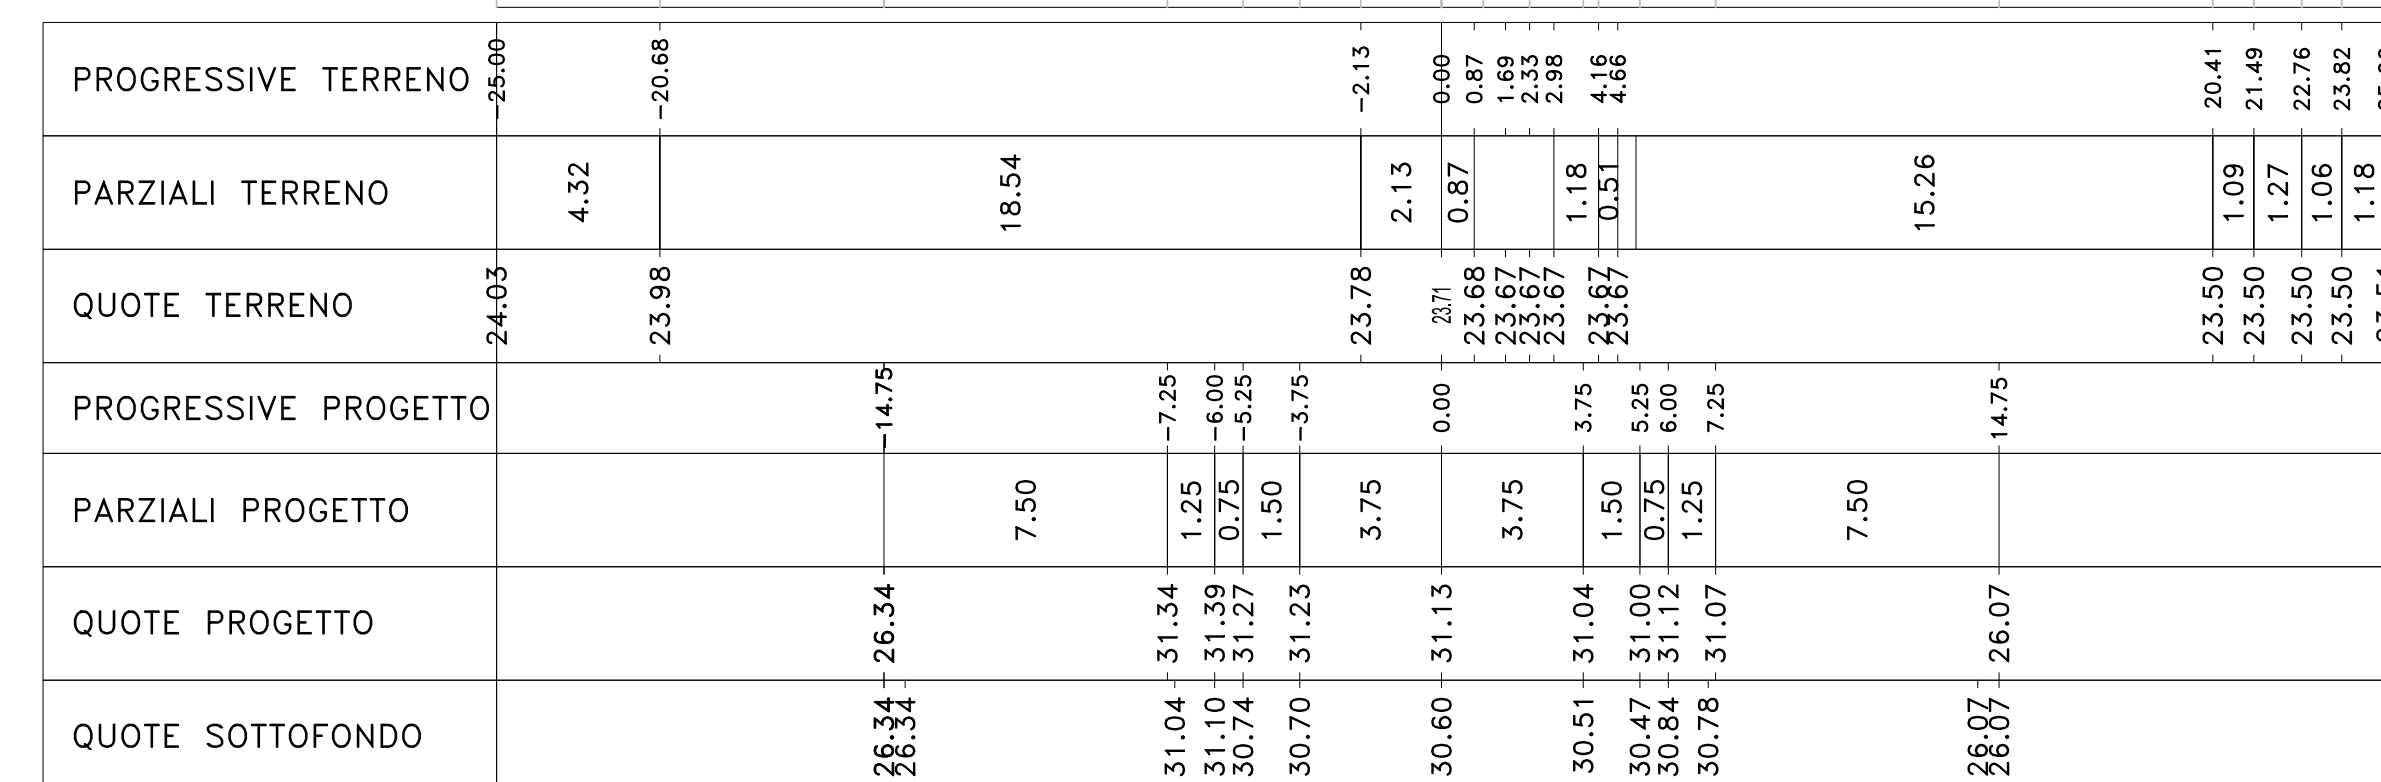 PROGRESSIVE TERRENO -25.00 -20.68 -2.13 0.00 0.87 1.69 2.33 2.98 4.16 4.66 20.41 21.49 22.76 23.82
PARZIALI TERRENO 4.32 18.54 2.13 0.87 1.18 0.51 15.26 1.09 1.27 1.06 1.18
QUOTE TERRENO 24.03 23.98 23.78 23.71 23.68 23.67 23.67 23.67 23.67 23.67 23.50 23.50 23.50 23.50
PROGRESSIVE PROGETTO -14.75 -7.25 -6.00 -5.25 -3.75 0.00 3.75 5.25 6.00 7.25 14.75
PARZIALI PROGETTO 7.50 1.25 0.75 1.50 3.75 3.75 1.50 0.75 1.25 7.50
QUOTE PROGETTO 26.34 31.34 31.39 31.27 31.23 31.13 31.04 31.00 31.12 31.07 26.07
QUOTE SOTTOFONDO 26.34 26.34 31.04 31.10 30.74 30.70 30.60 30.51 30.47 30.84 30.78 26.07 26.07